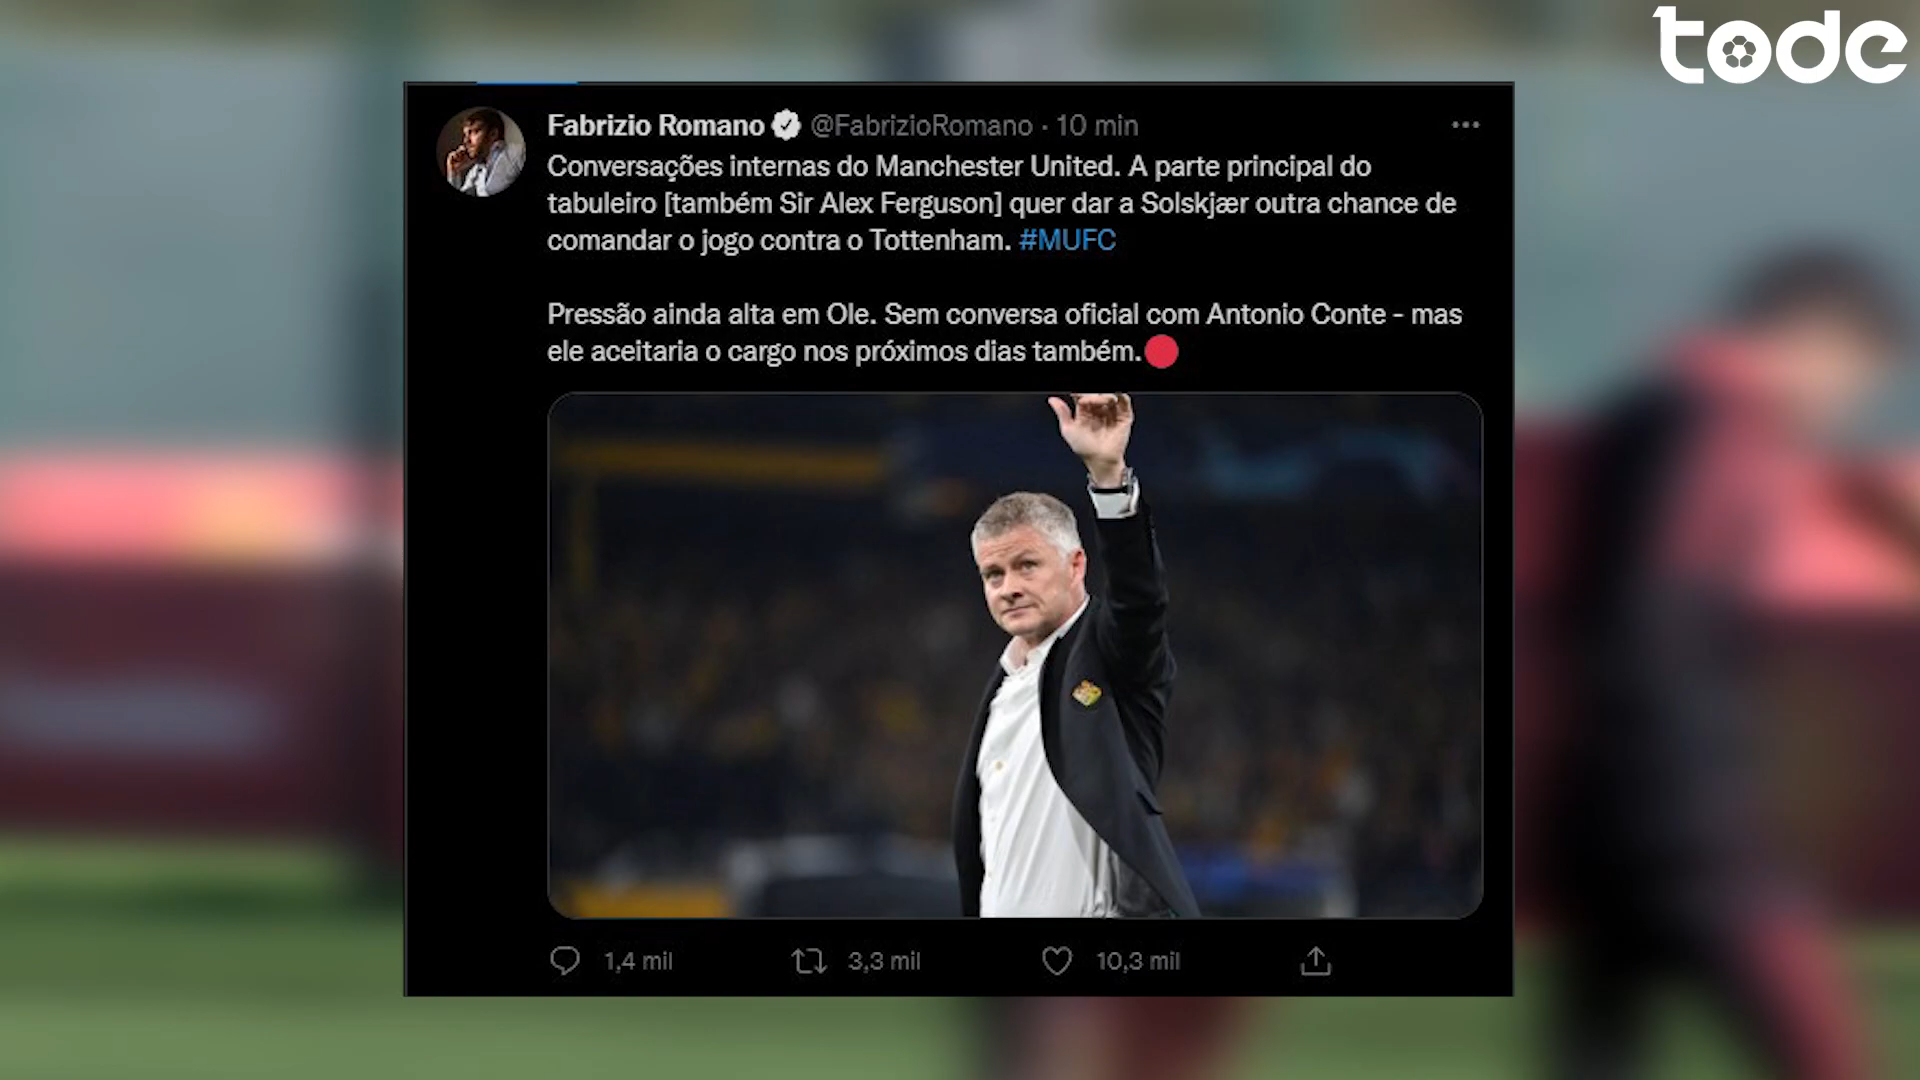 tode
Fabrizio Romano @FabrizioRomano · 10 min
Conversações internas do Manchester United. A parte principal do
tabuleiro [também Sir Alex Ferguson] quer dar a Solskjær outra chance de
comandar o jogo contra o Tottenham. #MUFC
Pressão ainda alta em Ole. Sem conversa oficial com Antonio Conte - mas
ele aceitaria o cargo nos próximos dias também.
1,4 mil 3,3 mil 10,3 mil